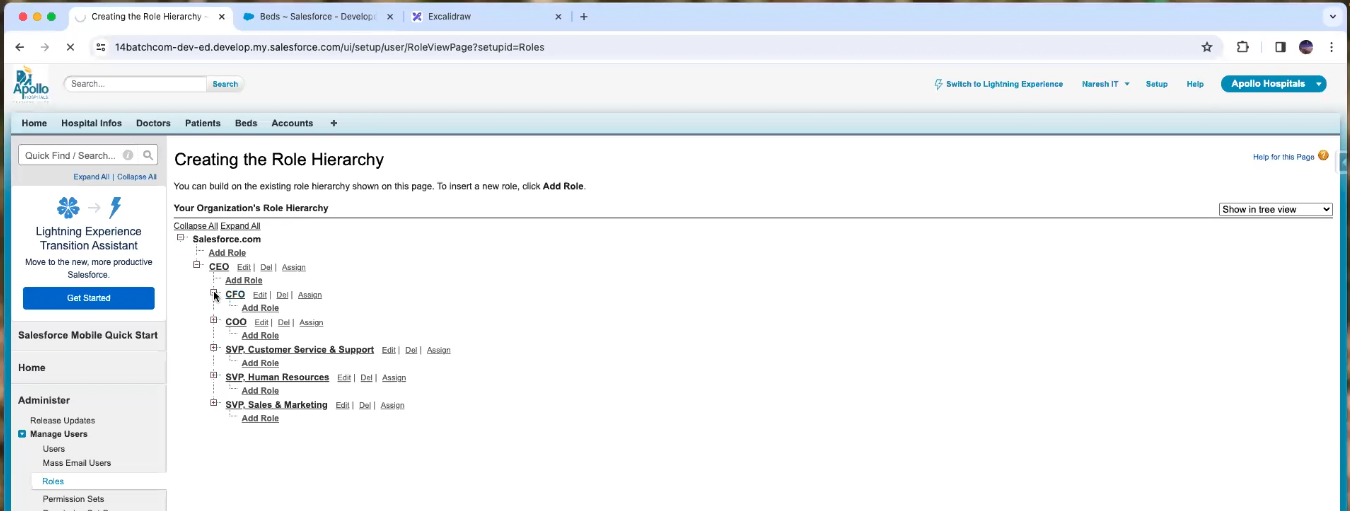 Creating the Role Hierarchy -
Beds ~ Salesforce - Develop
Excalidraw
14batchcom-dev-ed.develop.my.salesforce.com/ui/setup/user/RoleViewPage?setupid=Roles
Apollo
HOSPITALS
Search...
Search
Switch to Lightning Experience
Naresh IT
Setup
Help
Apollo Hospitals
Home Hospital Infos Doctors Patients Beds Accounts +
Quick Find / Search...
Expand All | Collapse All
Lightning Experience
Transition Assistant
Move to the new, more productive
Salesforce.
Get Started
Salesforce Mobile Quick Start
Home
Administer
Release Updates
Manage Users
Users
Mass Email Users
Roles
Permission Sets
Creating the Role Hierarchy
Help for this Page
You can build on the existing role hierarchy shown on this page. To insert a new role, click Add Role.
Your Organization's Role Hierarchy
Show in tree view
Collapse All Expand All
Salesforce.com
Add Role
CEO Edit | Del | Assign
Add Role
CFO Edit | Del | Assign
Add Role
COO Edit | Del | Assign
Add Role
SVP, Customer Service & Support Edit | Del | Assign
Add Role
SVP, Human Resources Edit | Del | Assign
Add Role
SVP, Sales & Marketing Edit | Del | Assign
Add Role